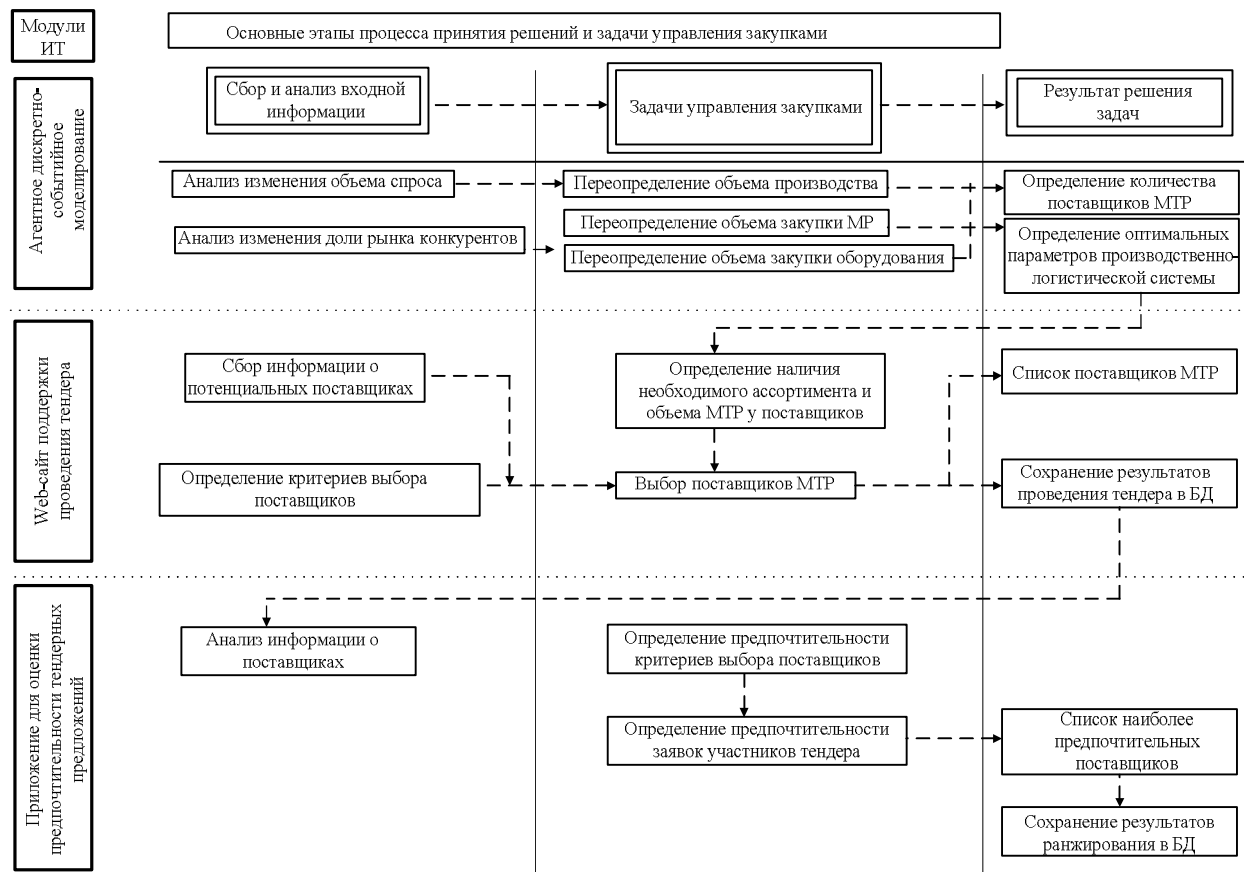 Модули
ИТ
Основные этапы процесса принятия решений и задачи управления закупками
Агентное дискретно-
событийное
моделирование
Сбор и анализ входной
информации
Задачи управления закупками
Результат решения
задач
Анализ изменения объема спроса
Переопределение объема производства
Определение количества
поставщиков МТР
Анализ изменения доли рынка конкурентов
Переопределение объема закупки МР
Переопределение объема закупки оборудования
Определение оптимальных
параметров производственно-
логистической системы
Web-сайт поддержки
проведения тендера
Сбор информации о
потенциальных поставщиках
Определение наличия
необходимого ассортимента и
объема МТР у поставщиков
Список поставщиков МТР
Определение критериев выбора
поставщиков
Выбор поставщиков МТР
Сохранение результатов
проведения тендера в БД
Приложение для оценки
предпочтительности тендерных
предложений
Анализ информации о
поставщиках
Определение предпочтительности
критериев выбора поставщиков
Определение предпочтительности
заявок участников тендера
Список наиболее
предпочтительных
поставщиков
Сохранение результатов
ранжирования в БД